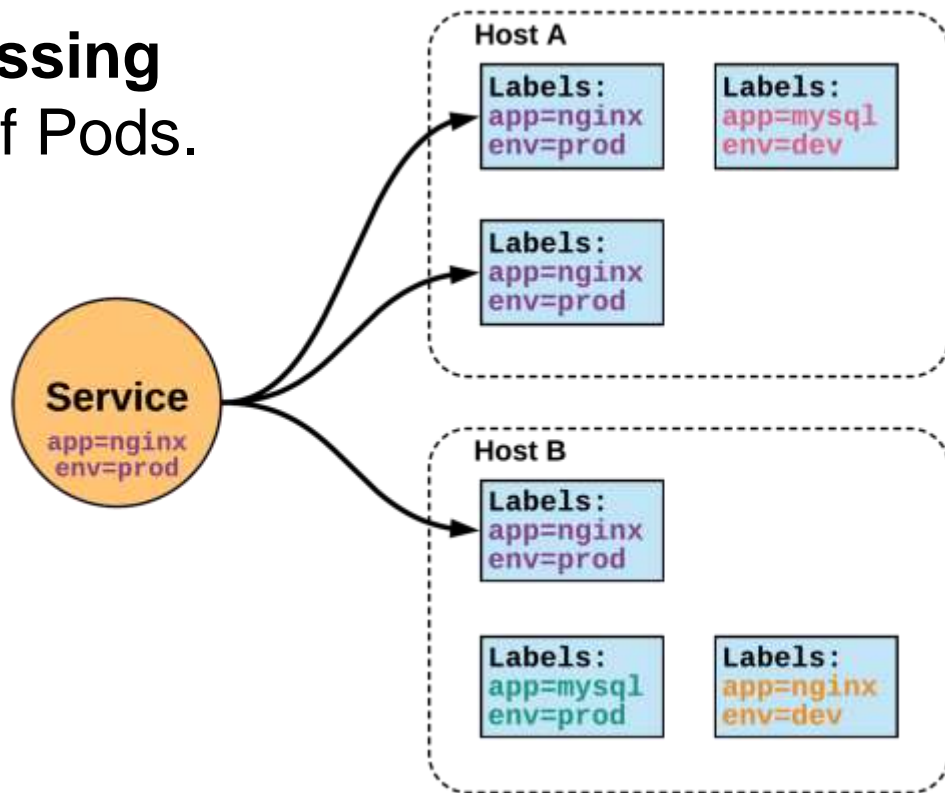 ssing
f Pods.
Service
app=nginx
env=prod
Host A
Labels:
app=nginx
env=prod
Labels:
app=mysql
env=dev
Labels:
app=nginx
env=prod
Host B
Labels:
app=nginx
env=prod
Labels:
app=mysql
env=prod
Labels:
app=nginx
env=dev